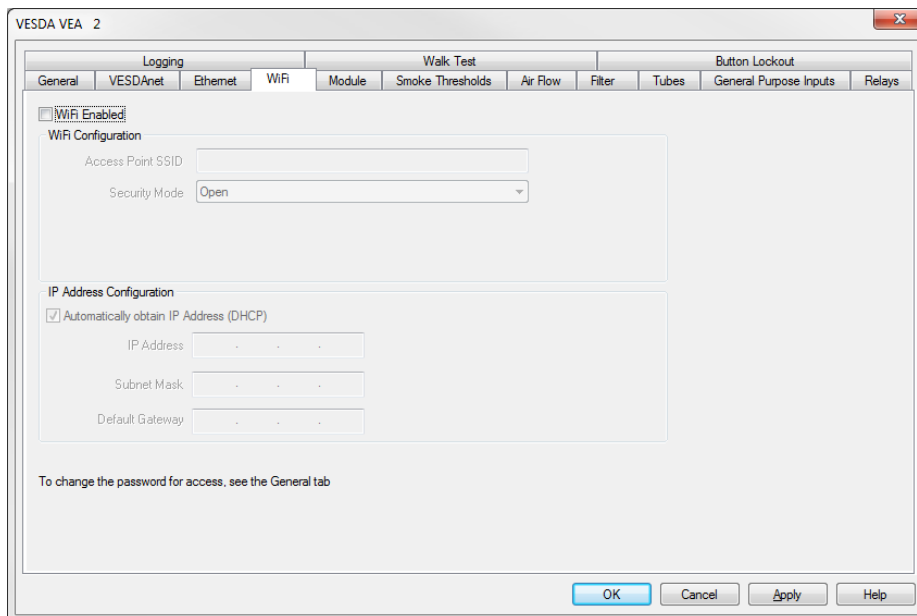 VESDA VEA 2
Logging Walk Test Button Lockout
General VESDAnet Ethernet WiFi Module Smoke Thresholds Air Flow Filter Tubes General Purpose Inputs Relays
WiFi Enabled
WiFi Configuration
Access Point SSID
Security Mode Open
IP Address Configuration
Automatically obtain IP Address (DHCP)
IP Address . . .
Subnet Mask . . .
Default Gateway . . .
To change the password for access, see the General tab
OK Cancel Apply Help